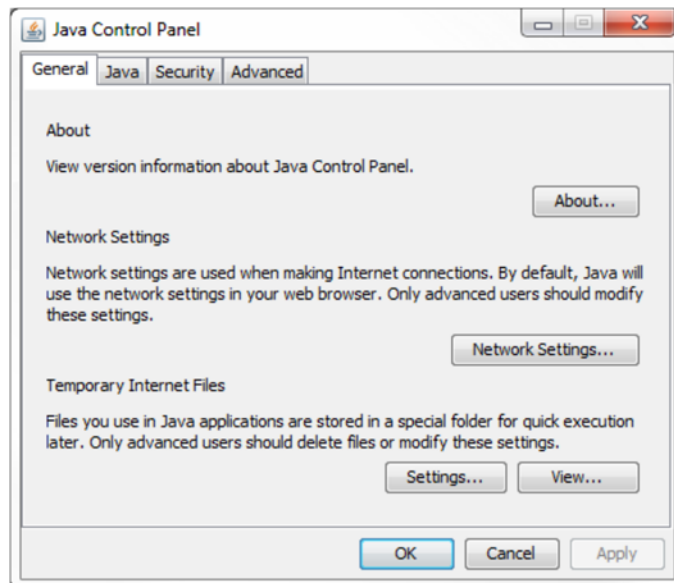 Java Control Panel
General Java Security Advanced
About
View version information about Java Control Panel.
About...
Network Settings
Network settings are used when making Internet connections. By default, Java will
use the network settings in your web browser. Only advanced users should modify
these settings.
Network Settings...
Temporary Internet Files
Files you use in Java applications are stored in a special folder for quick execution
later. Only advanced users should delete files or modify these settings.
Settings... View...
OK Cancel Apply